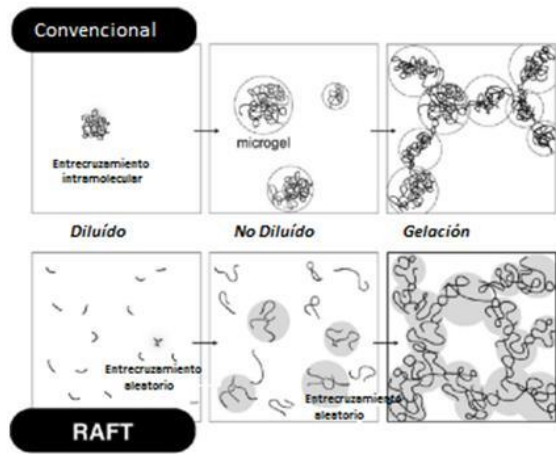 Convencional
Entrecruzamiento
intramolecular
microgel
Diluído
No Diluído
Gelación
Entrecruzamiento
aleatorio
Entrecruzamiento
aleatorio
RAFT